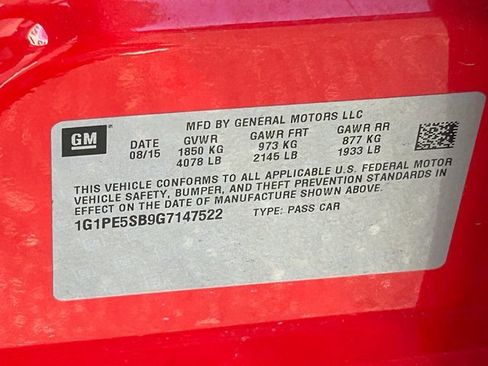 MFD BY GENERAL MOTORS LLC
GM DATE GVWR GAWR FRT GAWR RR
08/15 1850 KG 973 KG 877 KG
4078 LB 2145 LB 1933 LB
THIS VEHICLE CONFORMS TO ALL APPLICABLE U.S. FEDERAL MOTOR
VEHICLE SAFETY, BUMPER, AND THEFT PREVENTION STANDARDS IN
EFFECT ON THE DATE OF MANUFACTURE SHOWN ABOVE.
1G1PE5SB9G7147522 TYPE: PASS CAR